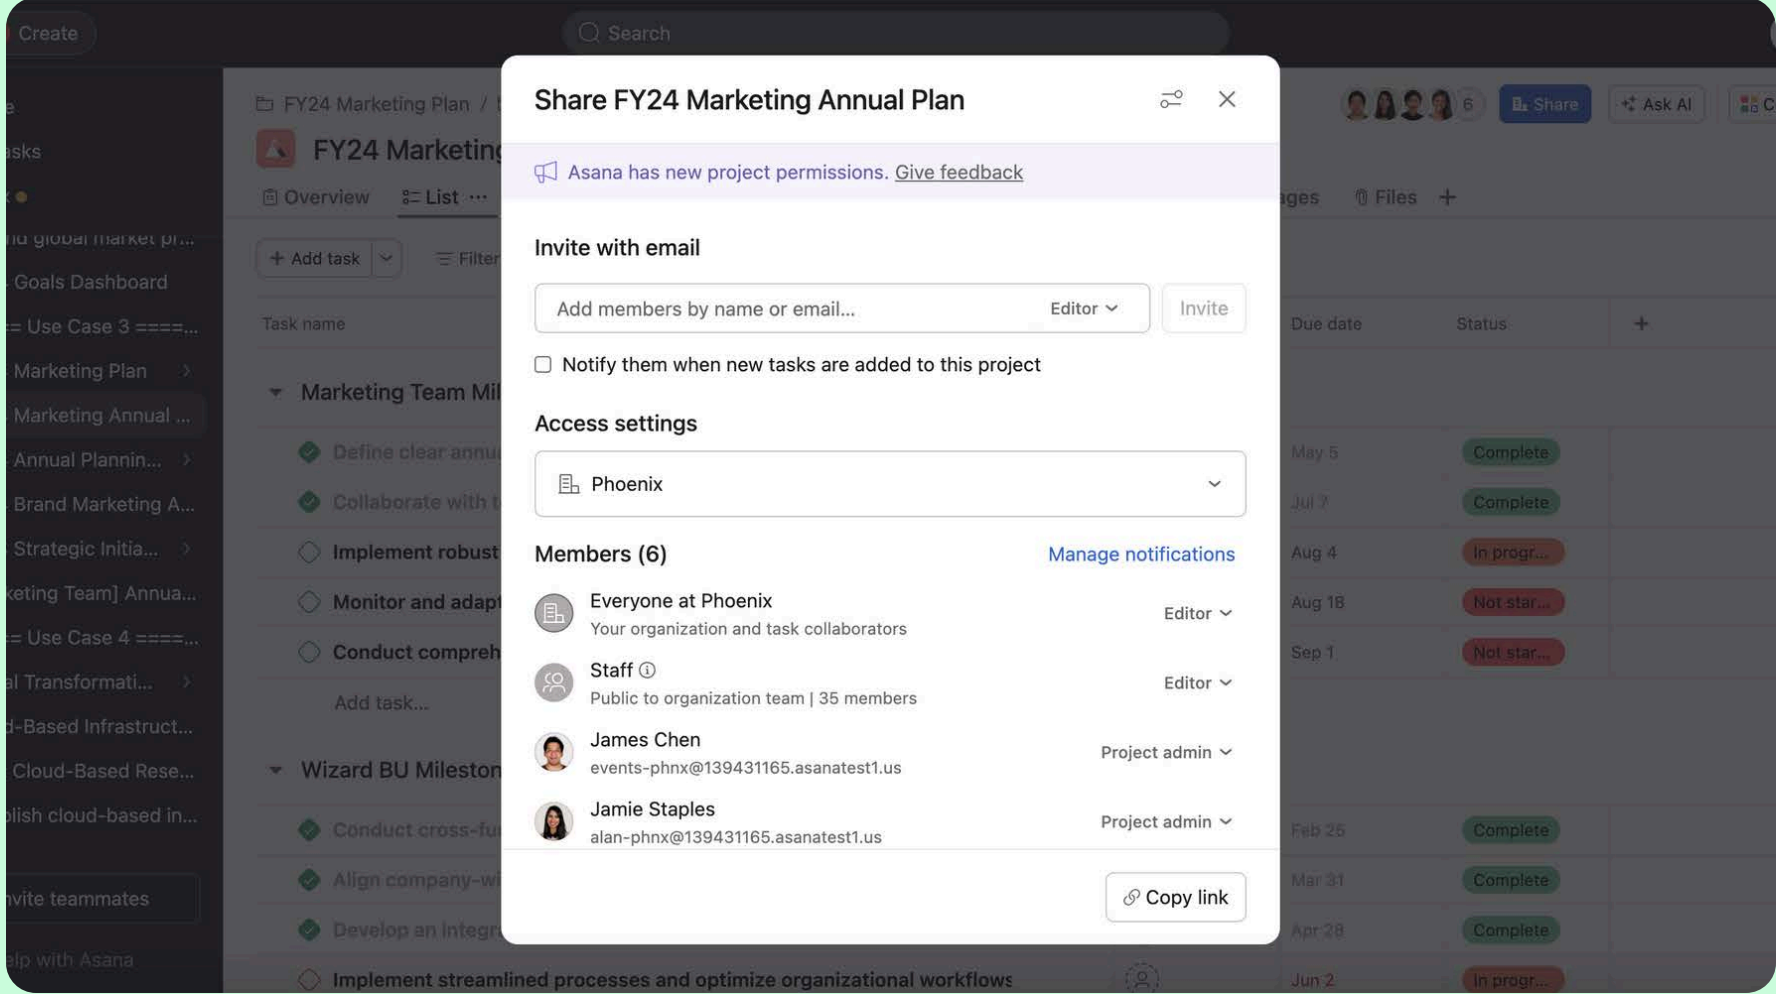 Create
Search
asks
Goals Dashboard
== Use Case 3 ====...
Marketing Plan
Marketing Annual ...
Annual Plannin...
Brand Marketing A...
Strategic Initia...
keting Team] Annua...
== Use Case 4 ====...
al Transformati...
d-Based Infrastruct...
Cloud-Based Rese...
blish cloud-based in...
nvite teammates
elp with Asana
FY24 Marketing Plan /
FY24 Marketing
6
Share
Ask AI
Overview
List ...
ages
Files
+ Add task
Filter
Task name
Due date
Status
Marketing Team Mil
Define clear annu
May 5
Complete
Collaborate with t
Jul 7
Complete
Implement robust
Aug 4
In progr...
Monitor and adapt
Aug 18
Not star...
Conduct compreh
Sep 1
Not star...
Add task...
Wizard BU Mileston
Conduct cross-fu
Feb 25
Complete
Align company-wi
Mar 31
Complete
Develop an integr
Apr 28
Complete
Implement streamlined processes and optimize organizational workflows
Jun 2
In progr...
Share FY24 Marketing Annual Plan
Asana has new project permissions. Give feedback
Invite with email
Add members by name or email...
Editor
Invite
Notify them when new tasks are added to this project
Access settings
Phoenix
Members (6)
Manage notifications
Everyone at Phoenix
Your organization and task collaborators
Editor
Staff
Public to organization team | 35 members
Editor
James Chen
events-phnx@139431165.asanatest1.us
Project admin
Jamie Staples
alan-phnx@139431165.asanatest1.us
Project admin
Copy link